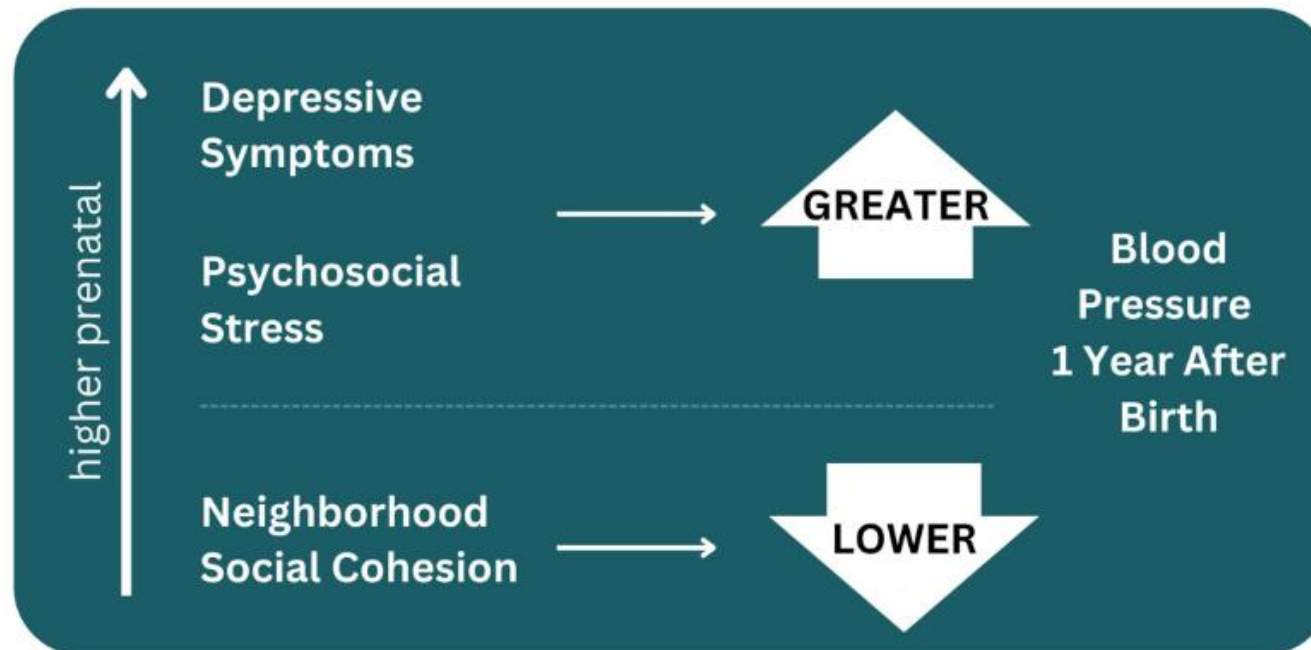 higher prenatal
Depressive
Symptoms
Psychosocial
Stress
GREATER
Neighborhood
Social Cohesion
LOWER
Blood
Pressure
1 Year After
Birth